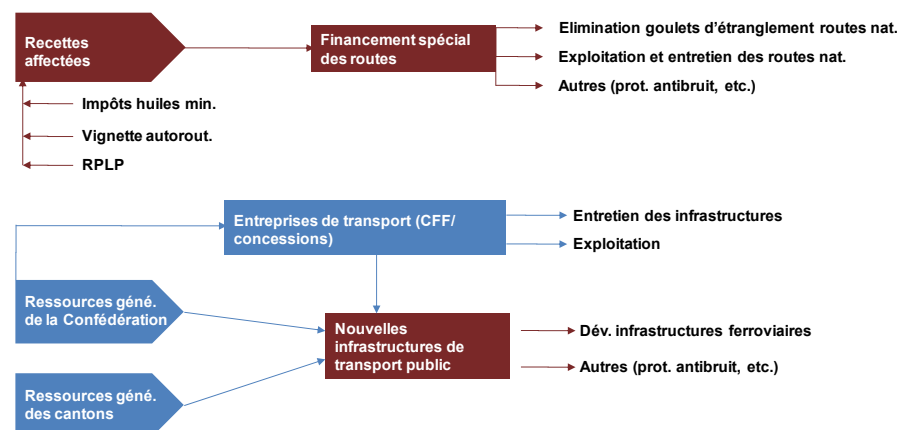 Recettes
affectées
Financement spécial
des routes
Elimination goulets d'étranglement routes nat.
Exploitation et entretien des routes nat.
Autres (prot. antibruit, etc.)
Impôts huiles min.
Vignette autorout.
RPLP
Entreprises de transport (CFF/
concessions)
Entretien des infrastructures
Exploitation
Ressources géné.
de la Confédération
Nouvelles
infrastructures de
transport public
Dév. infrastructures ferroviaires
Autres (prot. antibruit, etc.)
Ressources géné.
des cantons